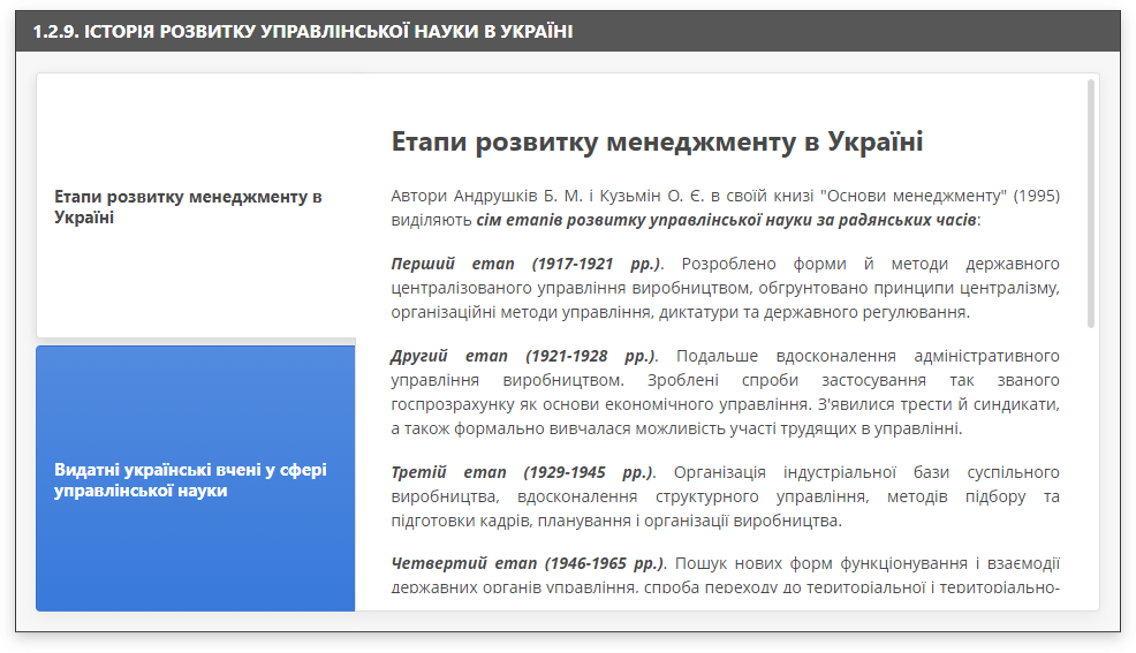 1.2.9. ІСТОРІЯ РОЗВИТКУ УПРАВЛІНСЬКОЇ НАУКИ В УКРАЇНІ
Етапи розвитку менеджменту в
Україні
Видатні українські вчені у сфері
управлінської науки
Етапи розвитку менеджменту в Україні
Автори Андрушків Б. М. і Кузьмін О. Є. в своїй книзі "Основи менеджменту" (1995)
виділяють сім етапів розвитку управлінської науки за радянських часів:
Перший етап (1917-1921 рр.). Розроблено форми й методи державного
централізованого управління виробництвом, обгрунтовано принципи централізму,
організаційні методи управління, диктатури та державного регулювання.
Другий етап (1921-1928 рр.). Подальше вдосконалення адміністративного
управління виробництвом. Зроблені спроби застосування так званого
госпрозрахунку як основи економічного управління. З'явилися трести й синдикати,
а також формально вивчалася можливість участі трудящих в управлінні.
Третій етап (1929-1945 рр.). Організація індустріальної бази суспільного
виробництва, вдосконалення структурного управління, методів підбору та
підготовки кадрів, планування і організації виробництва.
Четвертий етап (1946-1965 рр.). Пошук нових форм функціонування і взаємодії
державних органів управління, спроба переходу до територіальної і територіально-